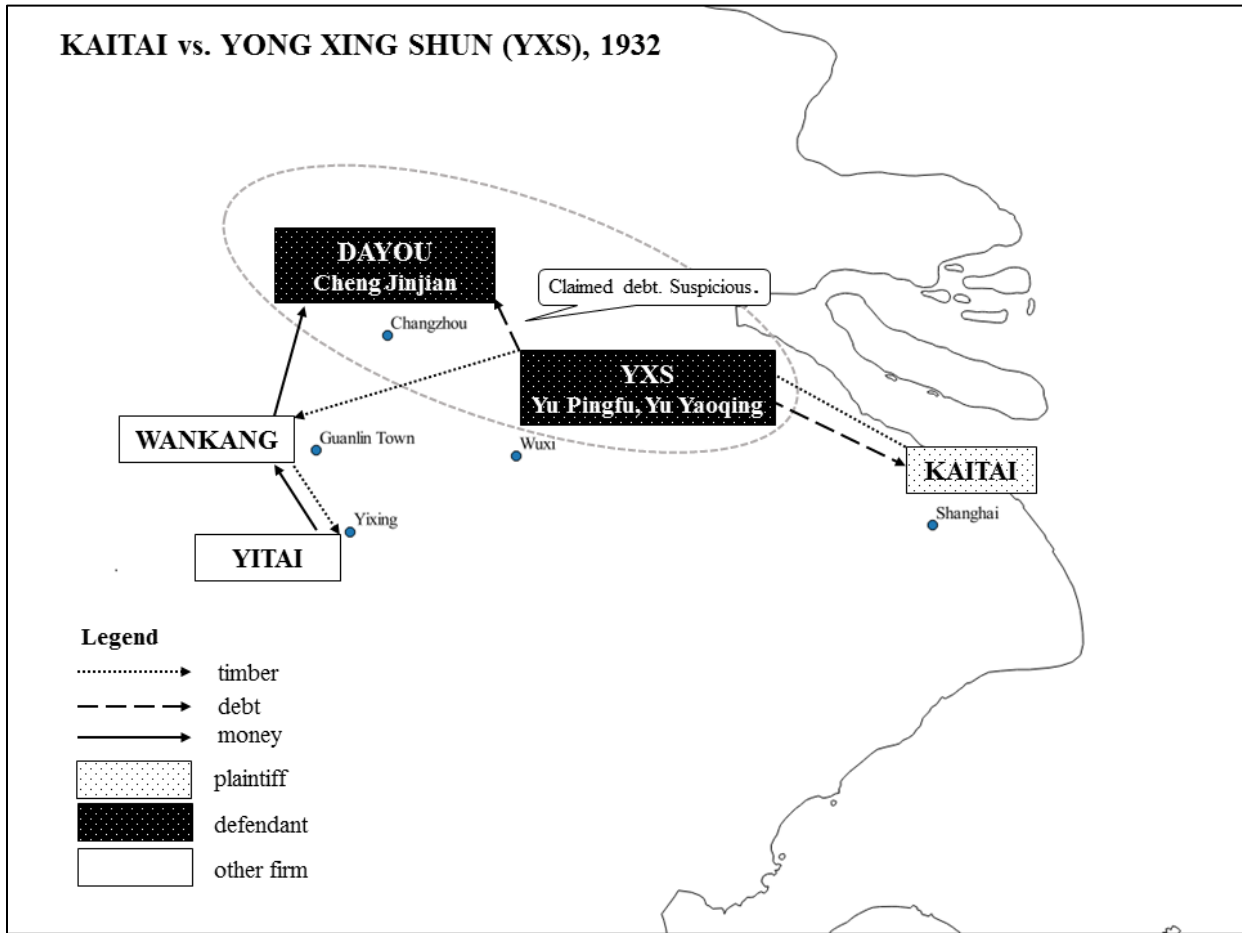 KAITAI vs. YONG XING SHUN (YXS), 1932
DAYOU
Cheng Jinjian
Claimed debt. Suspicious.
Changzhou
YXS
Yu Pingfu, Yu Yaoqing
WANKANG
Guanlin Town
Wuxi
KAITAI
Shanghai
Yixing
YITAI
Legend
timber
debt
money
plaintiff
defendant
other firm